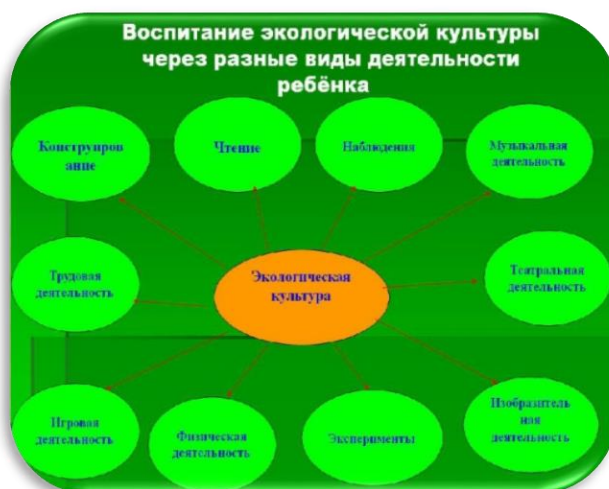 Воспитание экологической культуры
через разные виды деятельности
ребёнка
Конструиров
ание
Чтение
Наблюдения
Музыкальная
деятельность
Трудовая
деятельность
Экологическая
культура
Театральная
деятельность
Игровая
деятельность
Физическая
деятельность
Эксперименты
Изобразитель
ная
деятельность